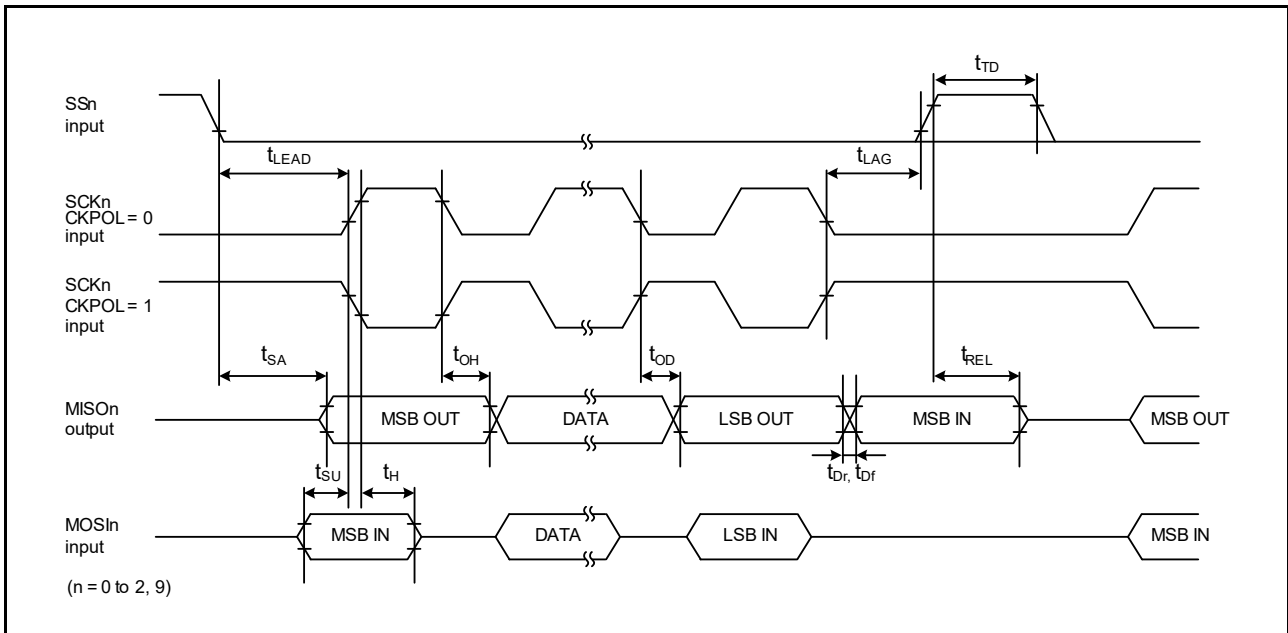 t_TD
SSn
input
t_LEAD
t_LAG
SCKn
CKPOL = 0
input
SCKn
CKPOL = 1
input
t_SA
t_OH
t_OD
t_REL
MISOn
output
MSB OUT
DATA
LSB OUT
MSB IN
MSB OUT
t_SU
t_H
t_Dr, t_Df
MOSIn
input
MSB IN
DATA
LSB IN
MSB IN
(n = 0 to 2, 9)